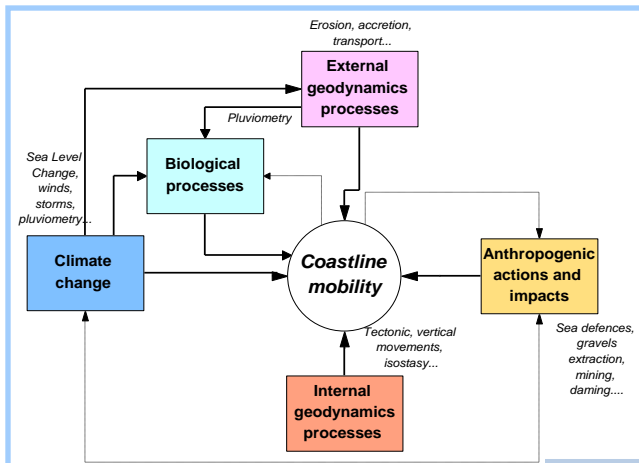 Erosion, accretion,
transport...
External
geodynamics
processes
Pluviometry
Biological
processes
Sea Level
Change,
winds,
storms,
pluviometry...
Climate
change
Coastline
mobility
Anthropogenic
actions and
impacts
Tectonic, vertical
movements,
isostasy...
Sea defences,
gravels
extraction,
mining,
daming....
Internal
geodynamics
processes